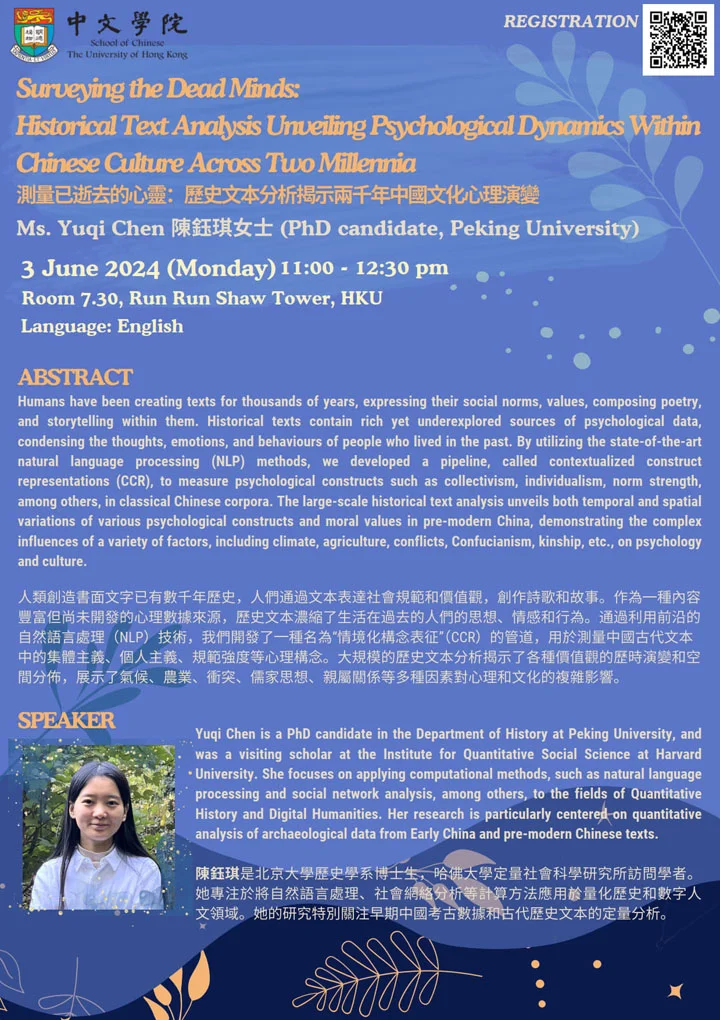 中文學院
School of Chinese
The University of Hong Kong
REGISTRATION
Surveying the Dead Minds:
Historical Text Analysis Unveiling Psychological Dynamics Within
Chinese Culture Across Two Millennia
測量已逝去的心靈：歷史文本分析揭示兩千年中國文化心理演變
Ms. Yuqi Chen 陳鈺琪女士 (PhD candidate, Peking University)
3 June 2024 (Monday) 11:00 - 12:30 pm
Room 7.30, Run Run Shaw Tower, HKU
Language: English
ABSTRACT
Humans have been creating texts for thousands of years, expressing their social norms, values, composing poetry,
and storytelling within them. Historical texts contain rich yet underexplored sources of psychological data,
condensing the thoughts, emotions, and behaviours of people who lived in the past. By utilizing the state-of-the-art
natural language processing (NLP) methods, we developed a pipeline, called contextualized construct
representations (CCR), to measure psychological constructs such as collectivism, individualism, norm strength,
among others, in classical Chinese corpora. The large-scale historical text analysis unveils both temporal and spatial
variations of various psychological constructs and moral values in pre-modern China, demonstrating the complex
influences of a variety of factors, including climate, agriculture, conflicts, Confucianism, kinship, etc., on psychology
and culture.
人類創造書面文字已有數千年歷史，人們通過文本表達社會規範和價值觀，創作詩歌和故事。作為一種內容
豐富但尚未開發的心理數據來源，歷史文本濃縮了生活在過去的人們的思想、情感和行為。通過利用前沿的
自然語言處理（NLP）技術，我們開發了一種名為“情境化構念表征”（CCR）的管道，用於測量中國古代文本
中的集體主義、個人主義、規範強度等心理構念。大規模的歷史文本分析揭示了各種價值觀的歷時演變和空
間分佈，展示了氣候、農業、衝突、儒家思想、親屬關係等多種因素對心理和文化的複雜影響。
SPEAKER
Yuqi Chen is a PhD candidate in the Department of History at Peking University, and
was a visiting scholar at the Institute for Quantitative Social Science at Harvard
University. She focuses on applying computational methods, such as natural language
processing and social network analysis, among others, to the fields of Quantitative
History and Digital Humanities. Her research is particularly centered on quantitative
analysis of archaeological data from Early China and pre-modern Chinese texts.
陳鈺琪是北京大學歷史學系博士生，哈佛大學定量社會科學研究所訪問學者。
她專注於將自然語言處理、社會網絡分析等計算方法應用於量化歷史和數字人
文領域。她的研究特別關注早期中國考古數據和古代歷史文本的定量分析。